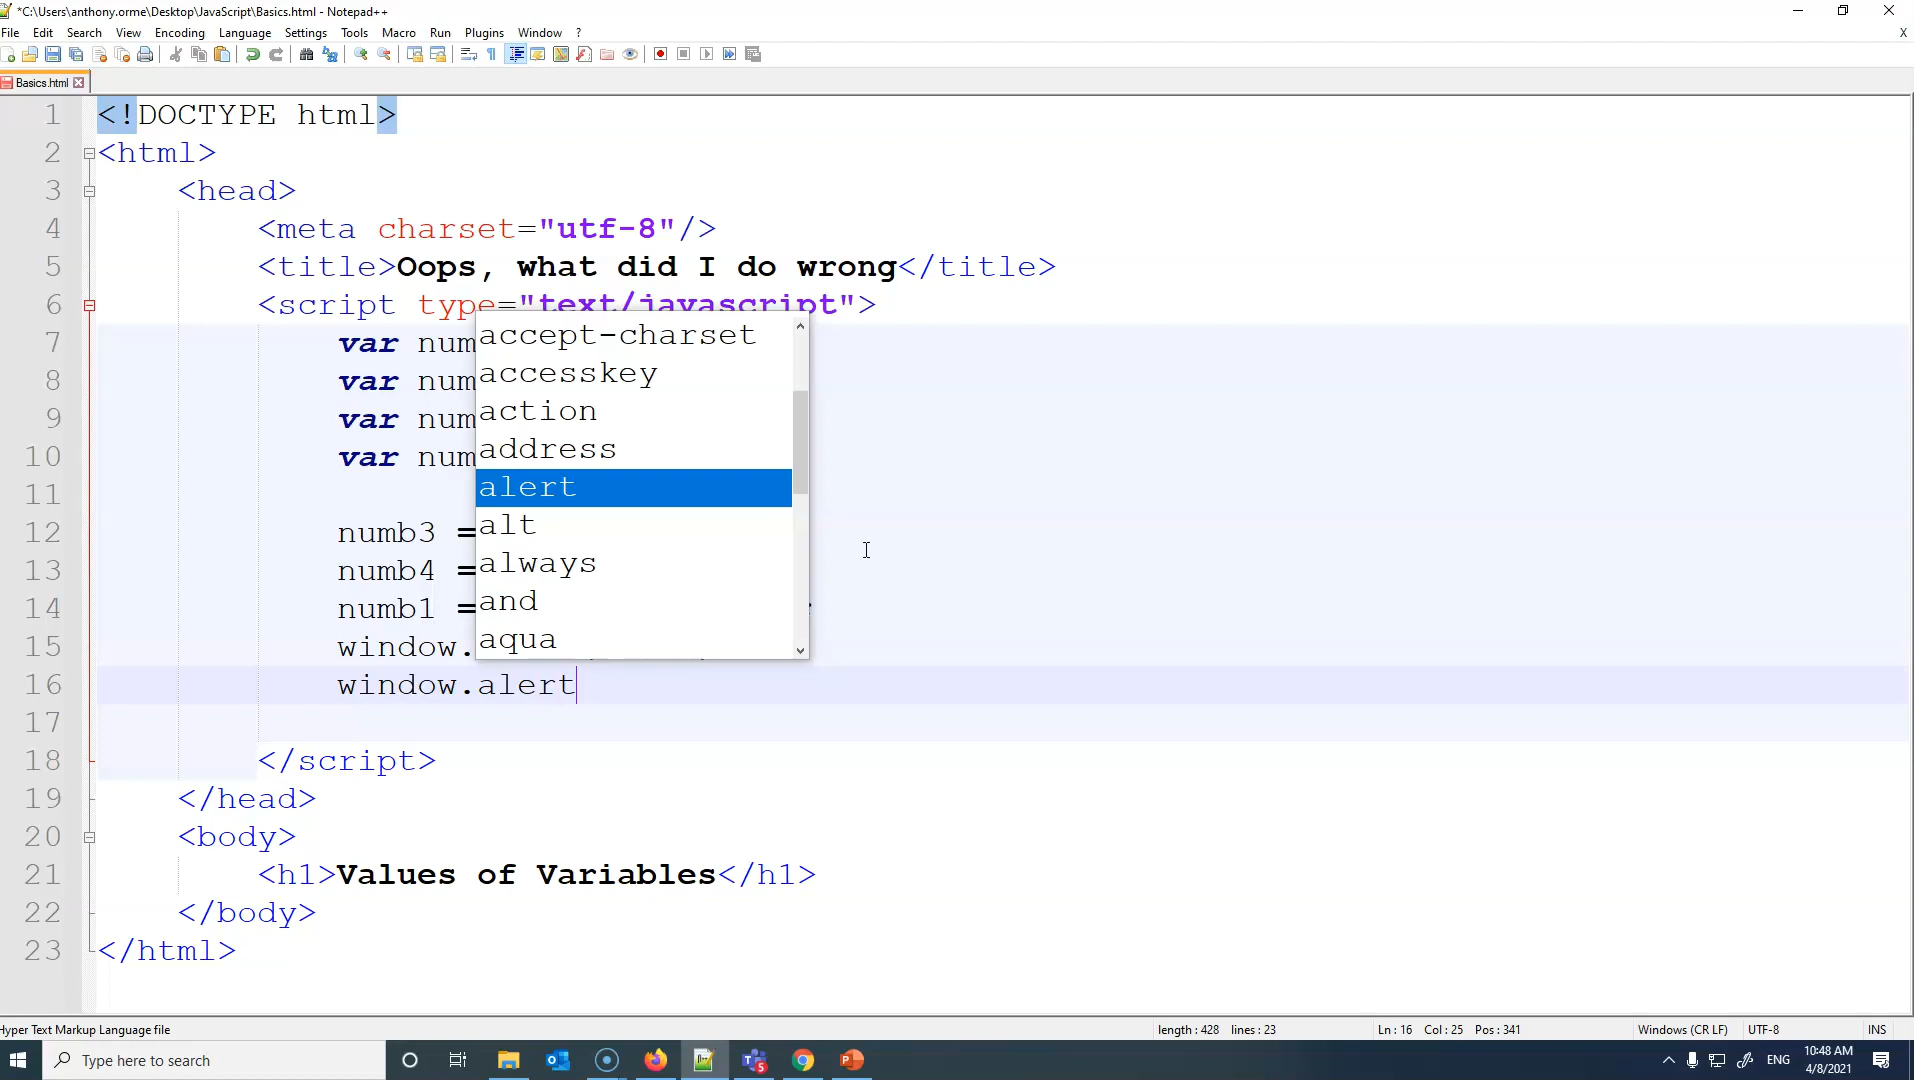 *C:\Users\anthony.orme\Desktop\JavaScript\Basics.html - Notepad++
File Edit Search View Encoding Language Settings Tools Macro Run Plugins Window ? X
Basics.html
1 <!DOCTYPE html>
2 <html>
3 <head>
4 <meta charset="utf-8"/>
5 <title>Oops, what did I do wrong</title>
6 <script type="text/javascript">
accept-charset
7 var num
accesskey
8 var num
action
9 var num
address
10 var num
alert
11
alt
12 numb3 =
always
13 numb4 =
and
14 numb1 =
aqua
15 window.
16 window.alert
17
18 </script>
19 </head>
20 <body>
21 <h1>Values of Variables</h1>
22 </body>
23 </html>
Hyper Text Markup Language file length : 428 lines : 23 Ln : 16 Col : 25 Pos : 341 Windows (CR LF) UTF-8 INS
Type here to search ENG 10:48 AM
4/8/2021